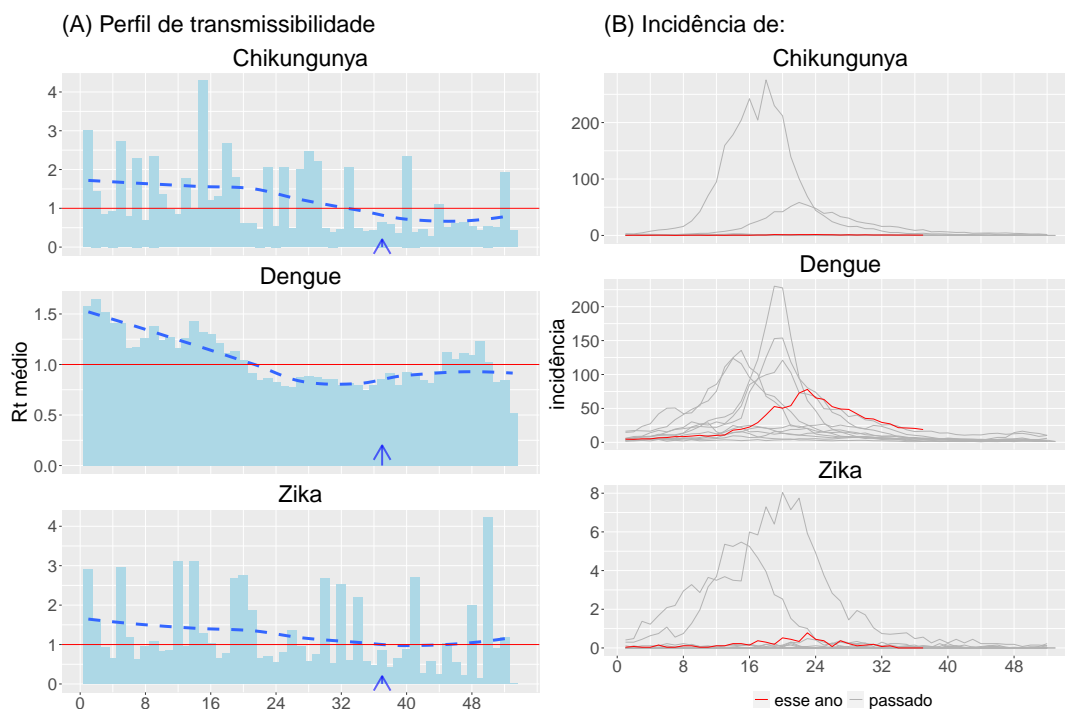 (A) Perfil de transmissibilidade
Chikungunya
4
3
2
1
0
Dengue
1.5
1.0
0.5
0.0
Zika
4
3
2
1
0
0 8 16 24 32 40 48
Rt médio
(B) Incidência de:
Chikungunya
200
100
0
Dengue
200
150
100
50
0
Zika
8
6
4
2
0
0 8 16 24 32 40 48
incidência
esse ano passado